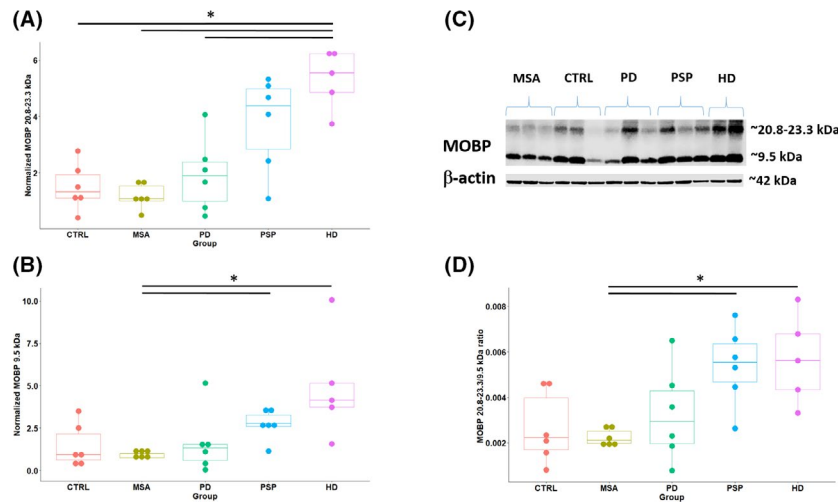 (A)
*
Normalized MOBP 20.8-23.3 kDa
6
4
2
CTRL
MSA
PD
PSP
HD
Group
(C)
MSA CTRL PD PSP HD
MOBP
~20.8-23.3 kDa
~9.5 kDa
β-actin
~42 kDa
(B)
*
Normalized MOBP 9.5 kDa
10.0
7.5
5.0
2.5
0.0
CTRL
MSA
PD
PSP
HD
Group
(D)
*
MOBP 20.8-23.3/9.5 kDa ratio
0.008
0.006
0.004
0.002
CTRL
MSA
PD
PSP
HD
Group